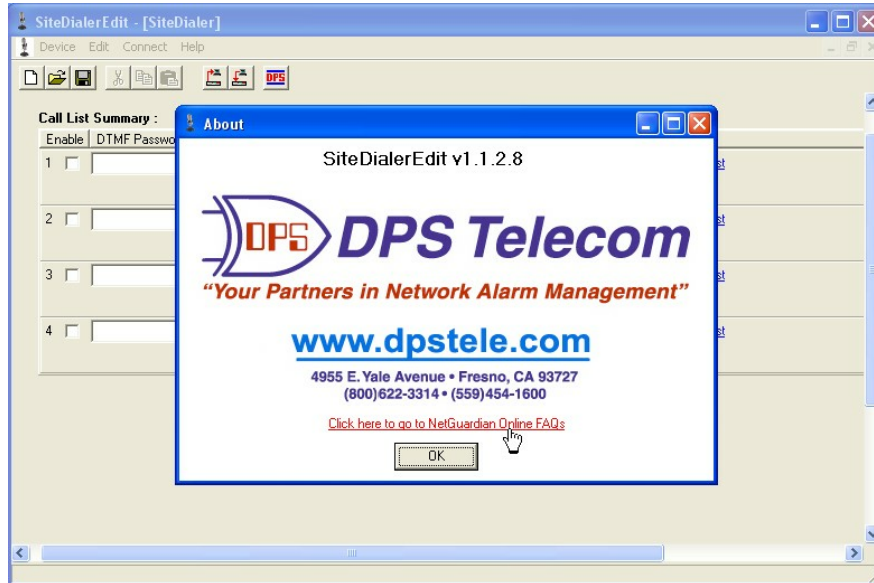 SiteDialerEdit - [SiteDialer]
Device Edit Connect Help
DPS
Call List Summary :
Enable DTMF
1
2
3
4
About
SiteDialerEdit v1.1.2.8
DPS DPS Telecom
“Your Partners in Network Alarm Management”
www.dpstele.com
4955 E. Yale Avenue • Fresno, CA 93727
(800)622-3314 • (559)454-1600
Click here to go to NetGuardian Online FAQs
OK